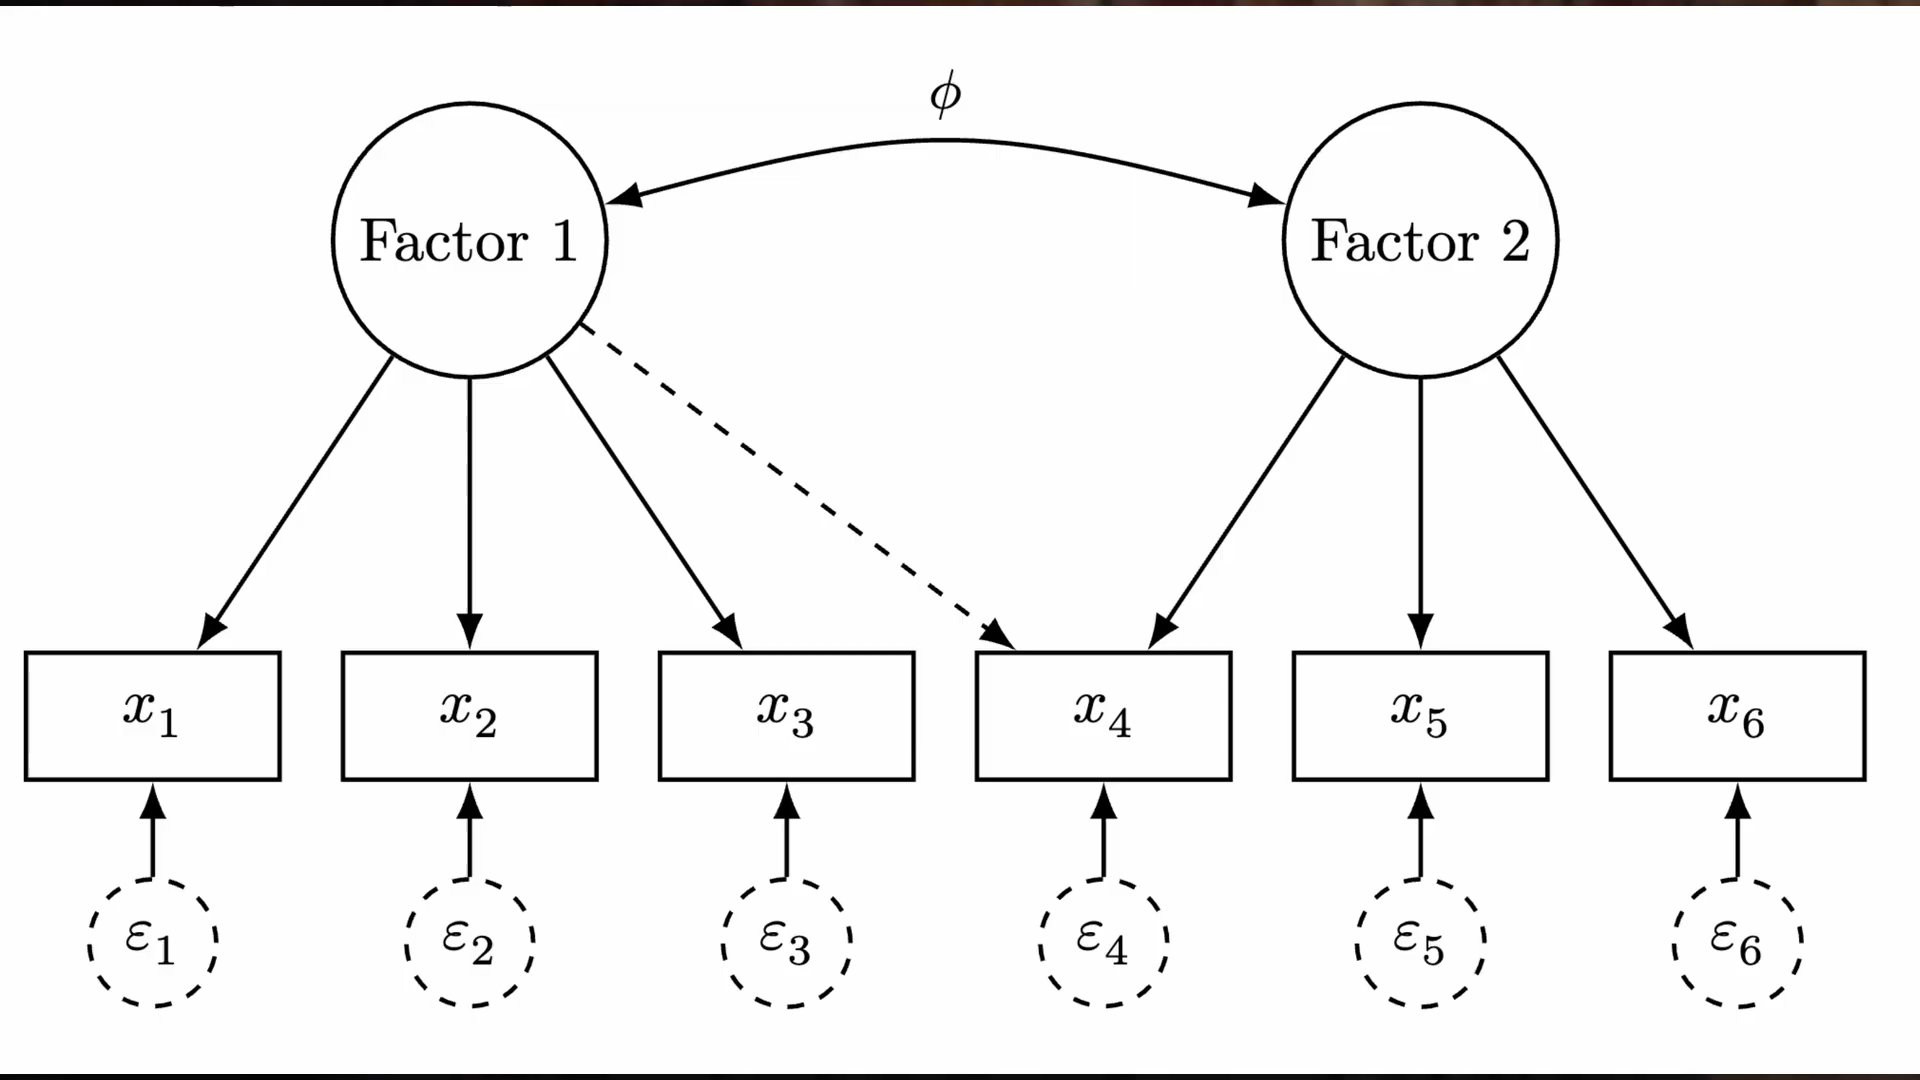 ϕ
Factor 1
Factor 2
x₁
x₂
x₃
x₄
x₅
x₆
ε₁
ε₂
ε₃
ε₄
ε₅
ε₆